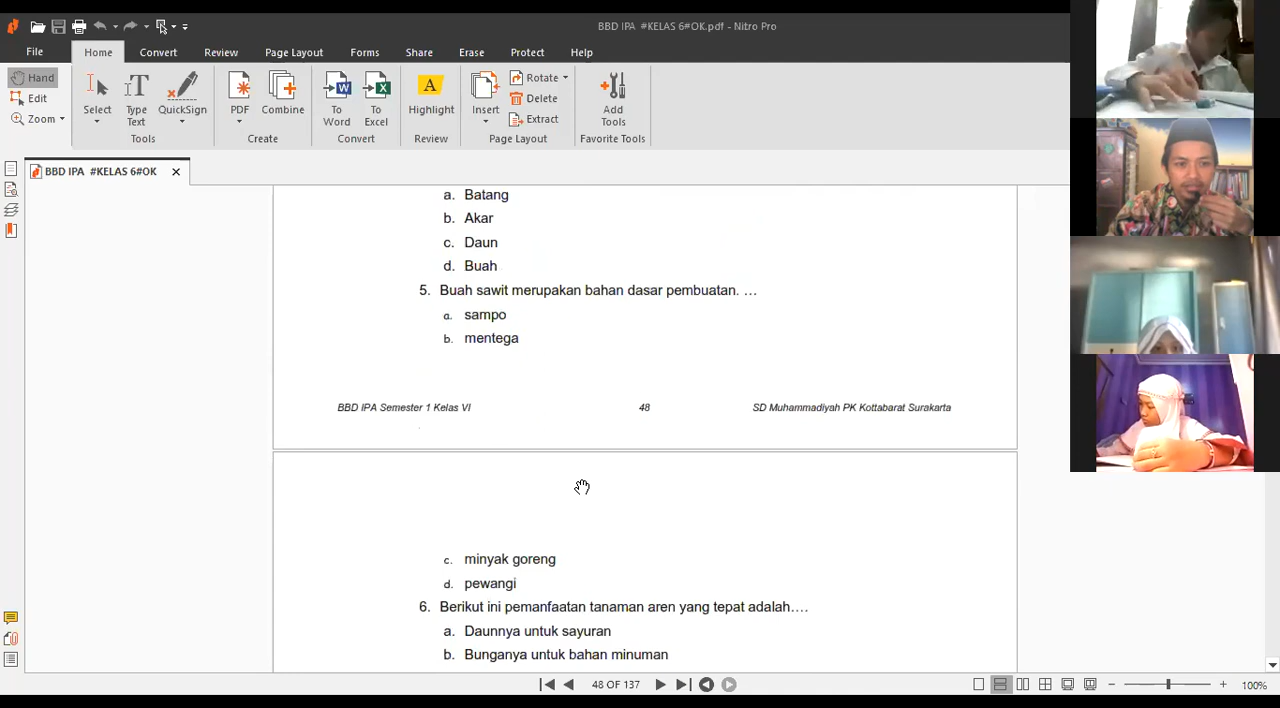 BBD IPA #KELAS 6#OK.pdf - Nitro Pro
File Home Convert Review Page Layout Forms Share Erase Protect Help
Hand
Edit
Zoom
Select
Type Text
QuickSign
Tools
PDF
Combine
Create
To Word
To Excel
Convert
Highlight
Review
Insert
Rotate
Delete
Extract
Page Layout
Add Tools
Favorite Tools
BBD IPA #KELAS 6#OK
a. Batang
b. Akar
c. Daun
d. Buah
5. Buah sawit merupakan bahan dasar pembuatan. …
a. sampo
b. mentega
BBD IPA Semester 1 Kelas VI 48 SD Muhammadiyah PK Kottabarat Surakarta
c. minyak goreng
d. pewangi
6. Berikut ini pemanfaatan tanaman aren yang tepat adalah….
a. Daunnya untuk sayuran
b. Bunganya untuk bahan minuman
48 OF 137
100%